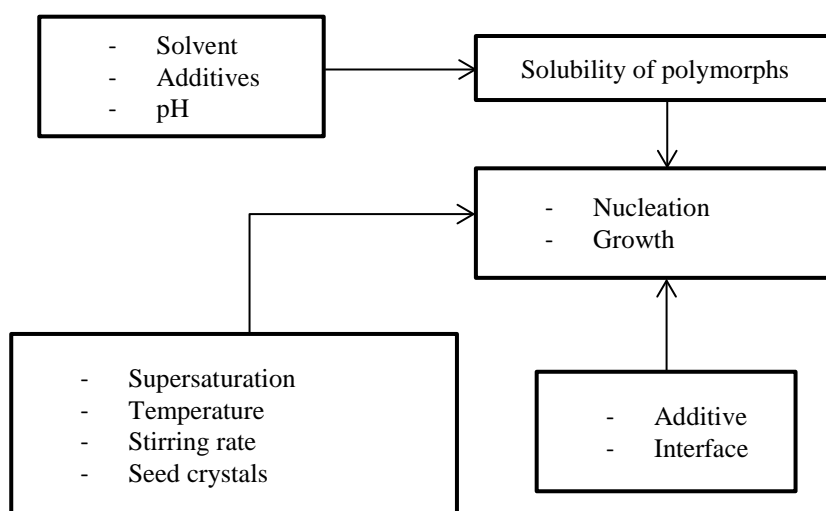 - Solvent
- Additives
- pH
Solubility of polymorphs
- Nucleation
- Growth
- Supersaturation
- Temperature
- Stirring rate
- Seed crystals
- Additive
- Interface